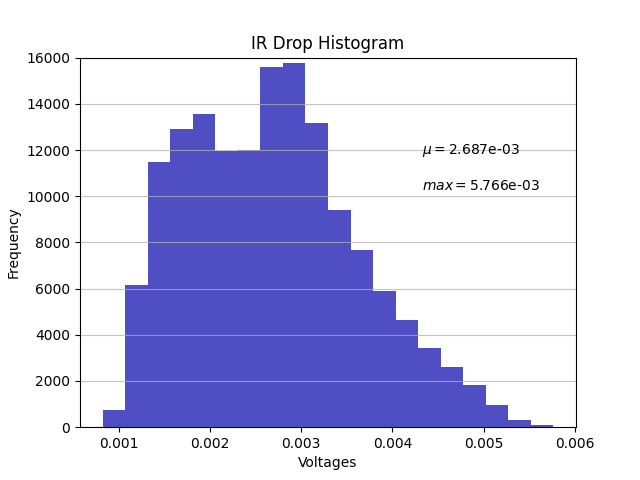 IR Drop Histogram
16000
14000
12000
10000
8000
6000
4000
2000
0
Frequency
μ = 2.687e-03
max = 5.766e-03
0.001 0.002 0.003 0.004 0.005 0.006
Voltages